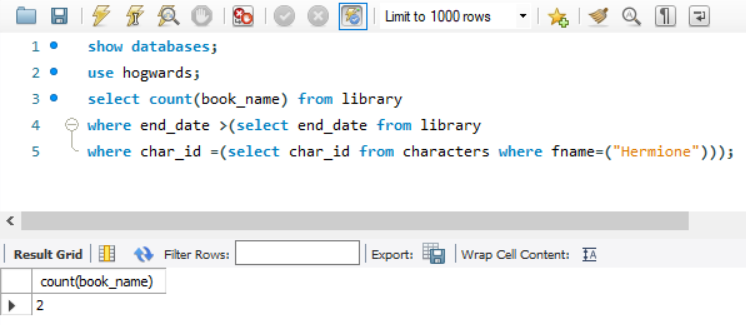 Limit to 1000 rows
1 show databases;
2 use hogwards;
3 select count(book_name) from library
4 where end_date >(select end_date from library
5 where char_id =(select char_id from characters where fname=("Hermione")));
Result Grid Filter Rows: Export: Wrap Cell Content: IA
count(book_name)
2